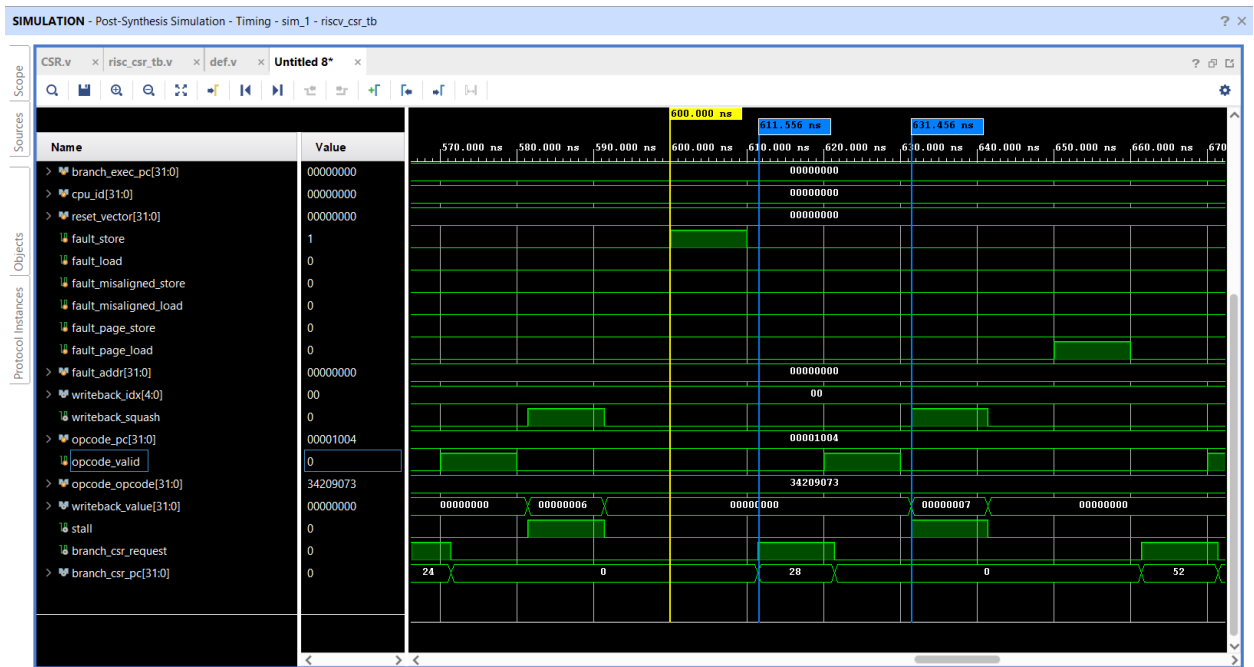 SIMULATION - Post-Synthesis Simulation - Timing - sim_1 - riscv_csr_tb ? ×
Scope
Sources
Objects
Protocol Instances
CSR.v × risc_csr_tb.v × def.v × Untitled 8* ×
Name Value
600.000 ns
611.556 ns 631.456 ns
570.000 ns 580.000 ns 590.000 ns 600.000 ns 610.000 ns 620.000 ns 630.000 ns 640.000 ns 650.000 ns 660.000 ns 670
branch_exec_pc[31:0] 00000000 00000000
cpu_id[31:0] 00000000 00000000
reset_vector[31:0] 00000000 00000000
fault_store 1
fault_load 0
fault_misaligned_store 0
fault_misaligned_load 0
fault_page_store 0
fault_page_load 0
fault_addr[31:0] 00000000 00000000
writeback_idx[4:0] 00 00
writeback_squash 0
opcode_pc[31:0] 00001004 00001004
opcode_valid 0
opcode_opcode[31:0] 34209073 34209073
writeback_value[31:0] 00000000 00000000 00000006 00000000 00000007 00000000
stall 0
branch_csr_request 0
branch_csr_pc[31:0] 0 24 0 28 0 52